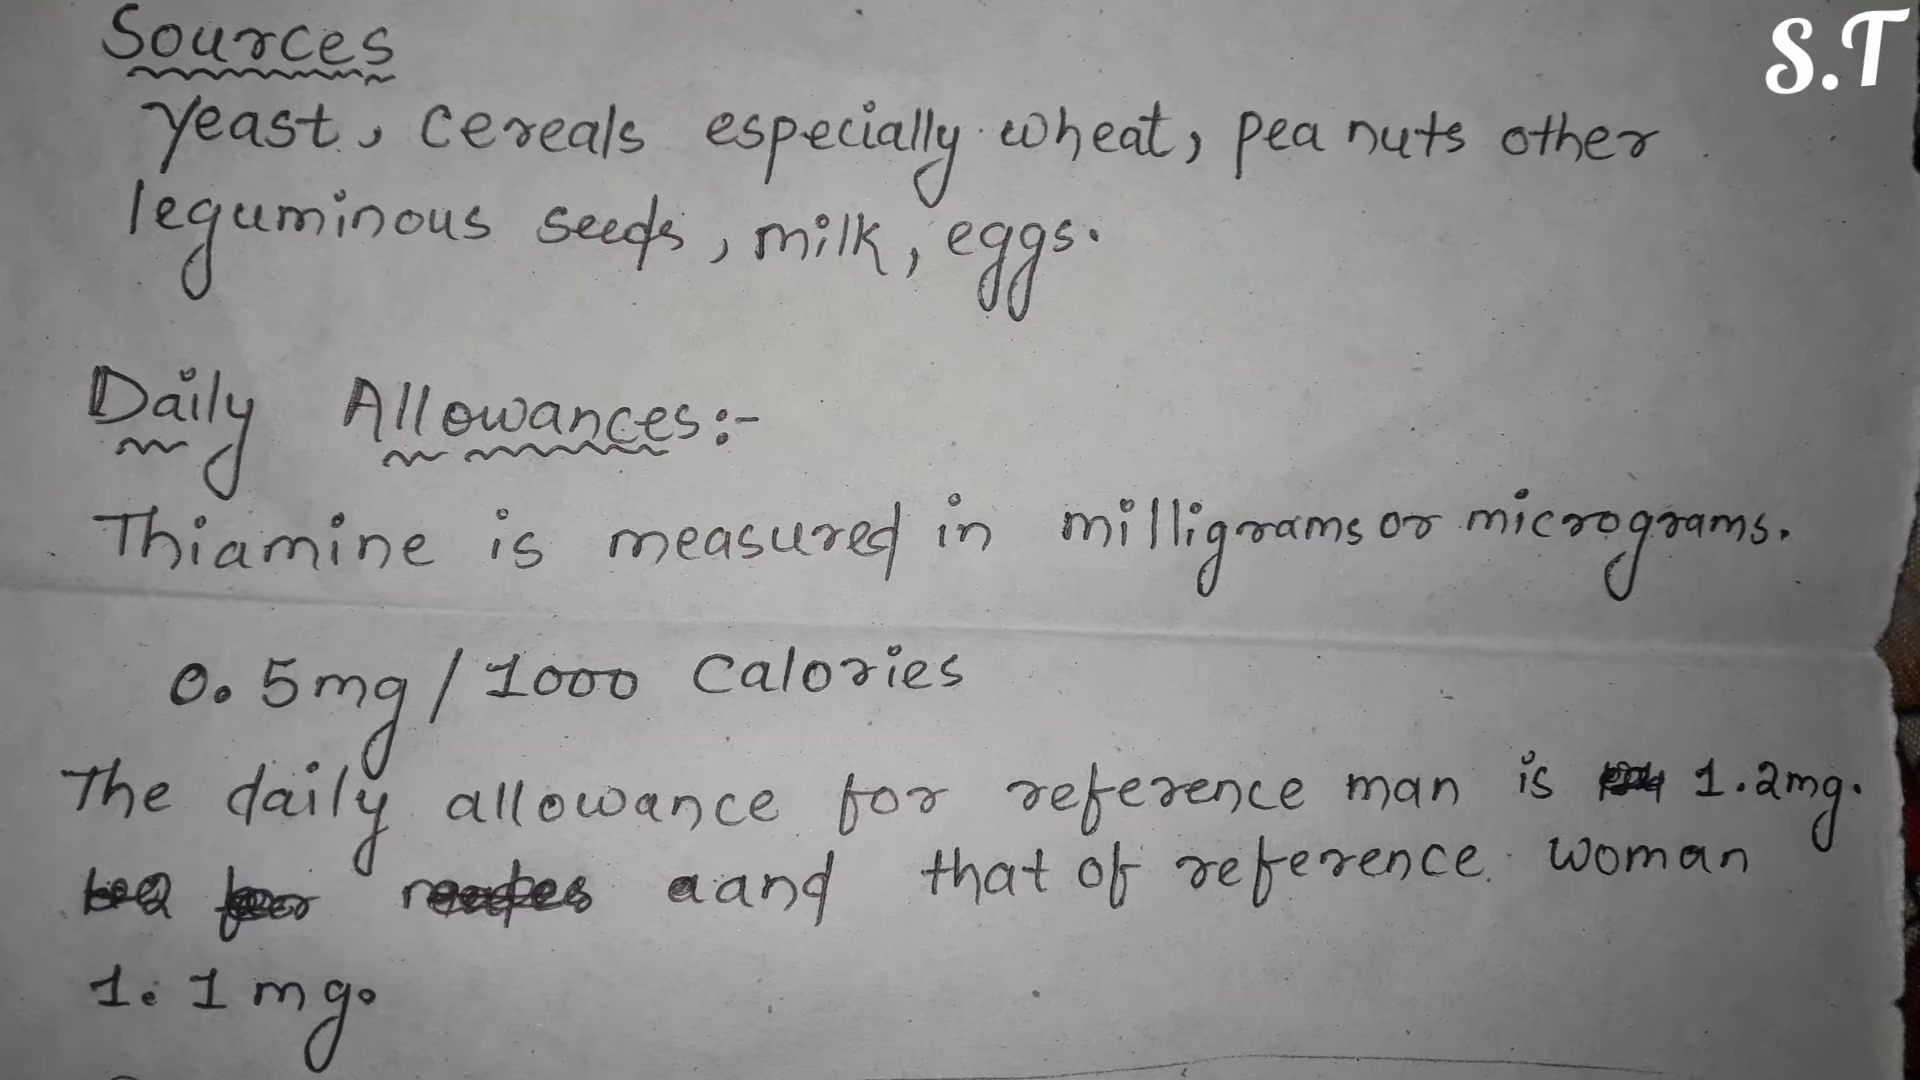 Sources
S.T
Yeast, cereals especially wheat, pea nuts other
leguminous seeds, milk, eggs.
Daily Allowances:-
Thiamine is measured in milligrams or micrograms.
0.5mg/1000 Calories
The daily allowance for reference man is 1.2mg.
aand that of reference woman
1.1mg.